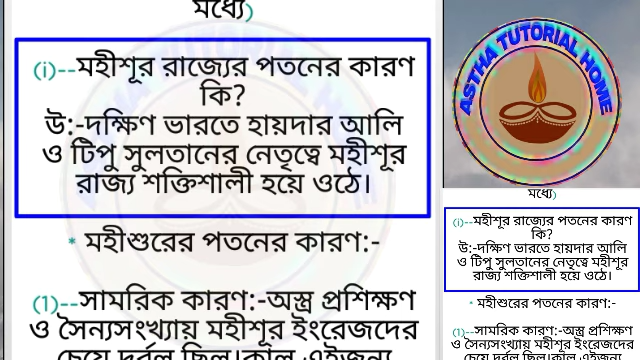 মধ্যে)
(i)--মহীশূর রাজ্যের পতনের কারণ
কি?
উ:-দক্ষিণ ভারতে হায়দার আলি
ও টিপু সুলতানের নেতৃত্বে মহীশূর
রাজ্য শক্তিশালী হয়ে ওঠে।
* মহীশুরের পতনের কারণ:-
(1)--সামরিক কারণ:-অস্ত্র প্রশিক্ষণ
ও সৈন্যসংখ্যায় মহীশূর ইংরেজদের
চেয়ে দুর্বল ছিল।
ASTHA TUTORIAL HOME
মধ্যে)
(i)--মহীশূর রাজ্যের পতনের কারণ
কি?
উ:-দক্ষিণ ভারতে হায়দার আলি
ও টিপু সুলতানের নেতৃত্বে মহীশূর
রাজ্য শক্তিশালী হয়ে ওঠে।
* মহীশুরের পতনের কারণ:-
(1)--সামরিক কারণ:-অস্ত্র প্রশিক্ষণ
ও সৈন্যসংখ্যায় মহীশূর ইংরেজদের
চেয়ে দুর্বল ছিল।